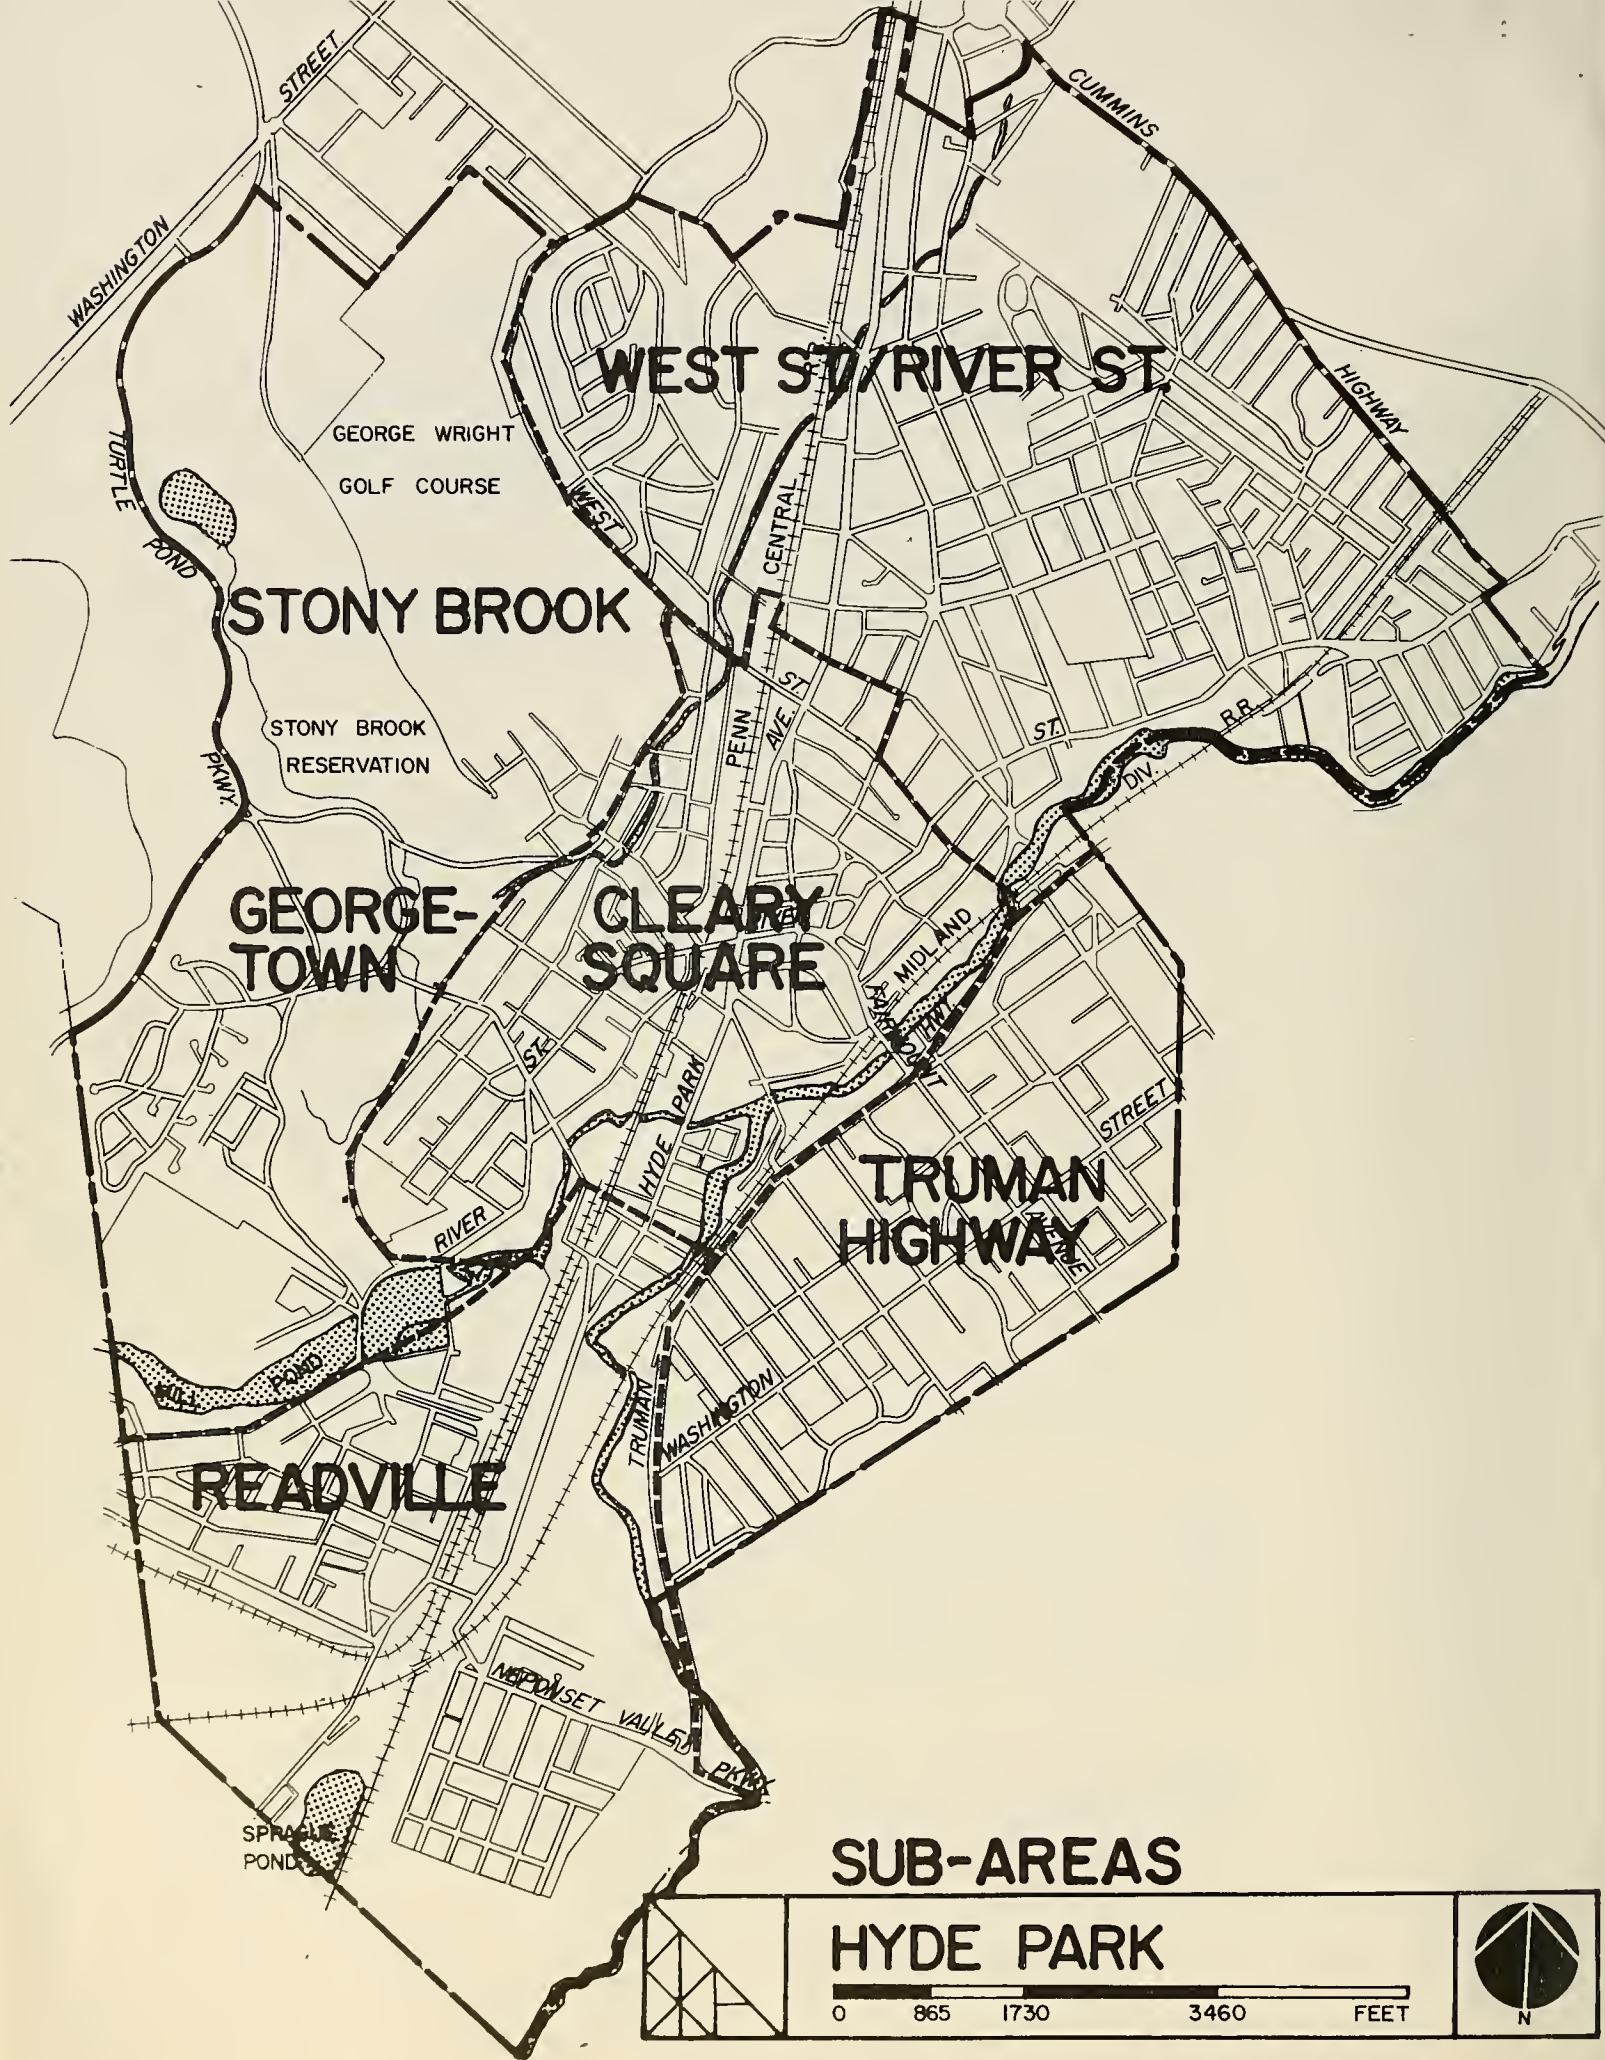 STREET
CUMMINS
WASHINGTON
WEST ST./RIVER ST.
HIGHWAY
GEORGE WRIGHT
GOLF COURSE
TURTLE
WEST
CENTRAL
POND
STONY BROOK
ST.
PENN
AVE.
ST.
R.R.
STONY BROOK
RESERVATION
PKWY.
DIV.
GEORGE-
TOWN
CLEARY
SQUARE
MIDLAND
FAIRMOUNT
HWY.
ST.
HYDE PARK
STREET
TRUMAN
HIGHWAY
AVENUE
RIVER
MILL POND
TRUMAN
WASHINGTON
READVILLE
NEPONSET VALLEY
PKWY.
SPRAGUE
POND
SUB-AREAS
HYDE PARK
0 865 1730 3460 FEET
N